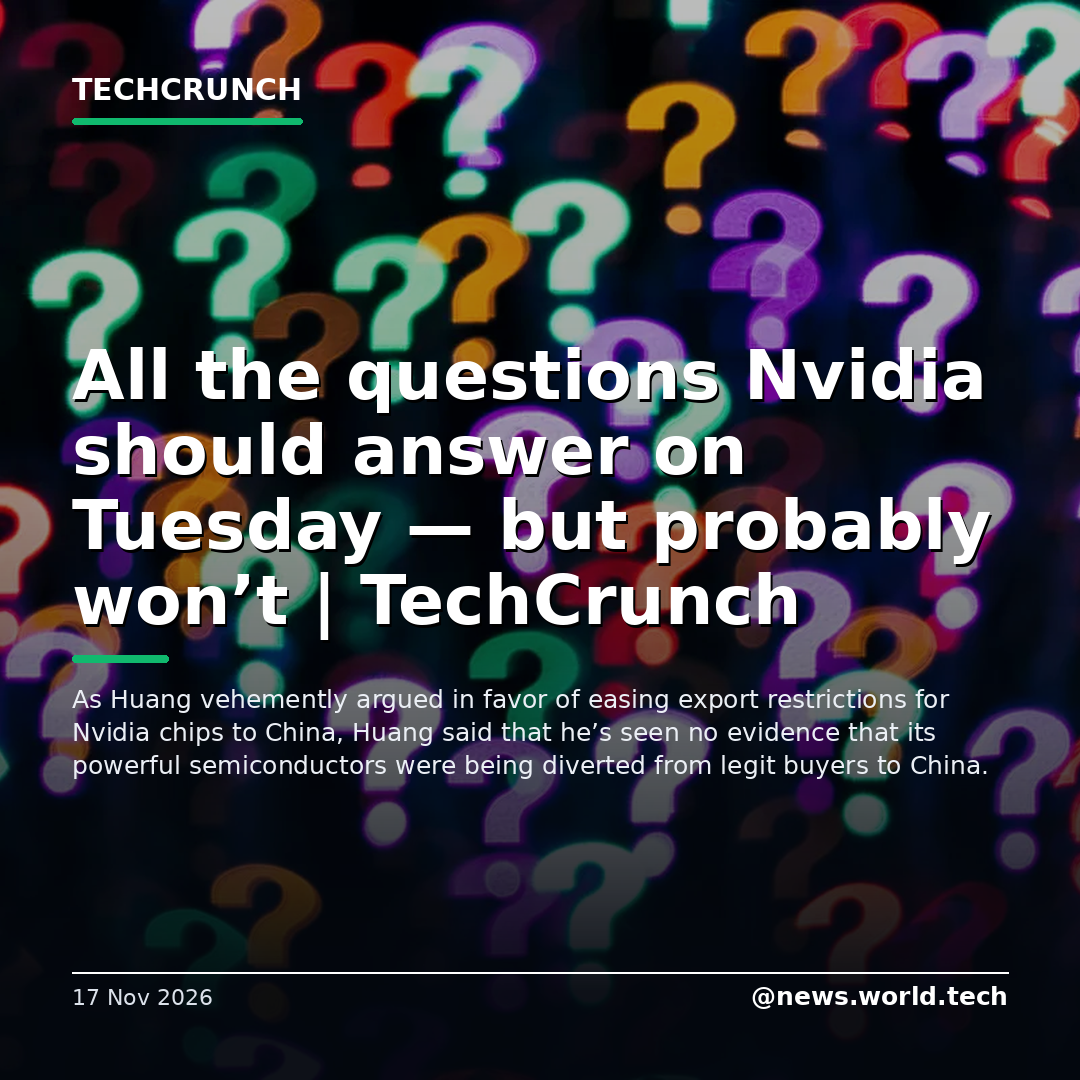 TECHCRUNCH
All the questions Nvidia
should answer on
Tuesday — but probably
won’t | TechCrunch
As Huang vehemently argued in favor of easing export restrictions for
Nvidia chips to China, Huang said that he’s seen no evidence that its
powerful semiconductors were being diverted from legit buyers to China.
17 Nov 2026
@news.world.tech